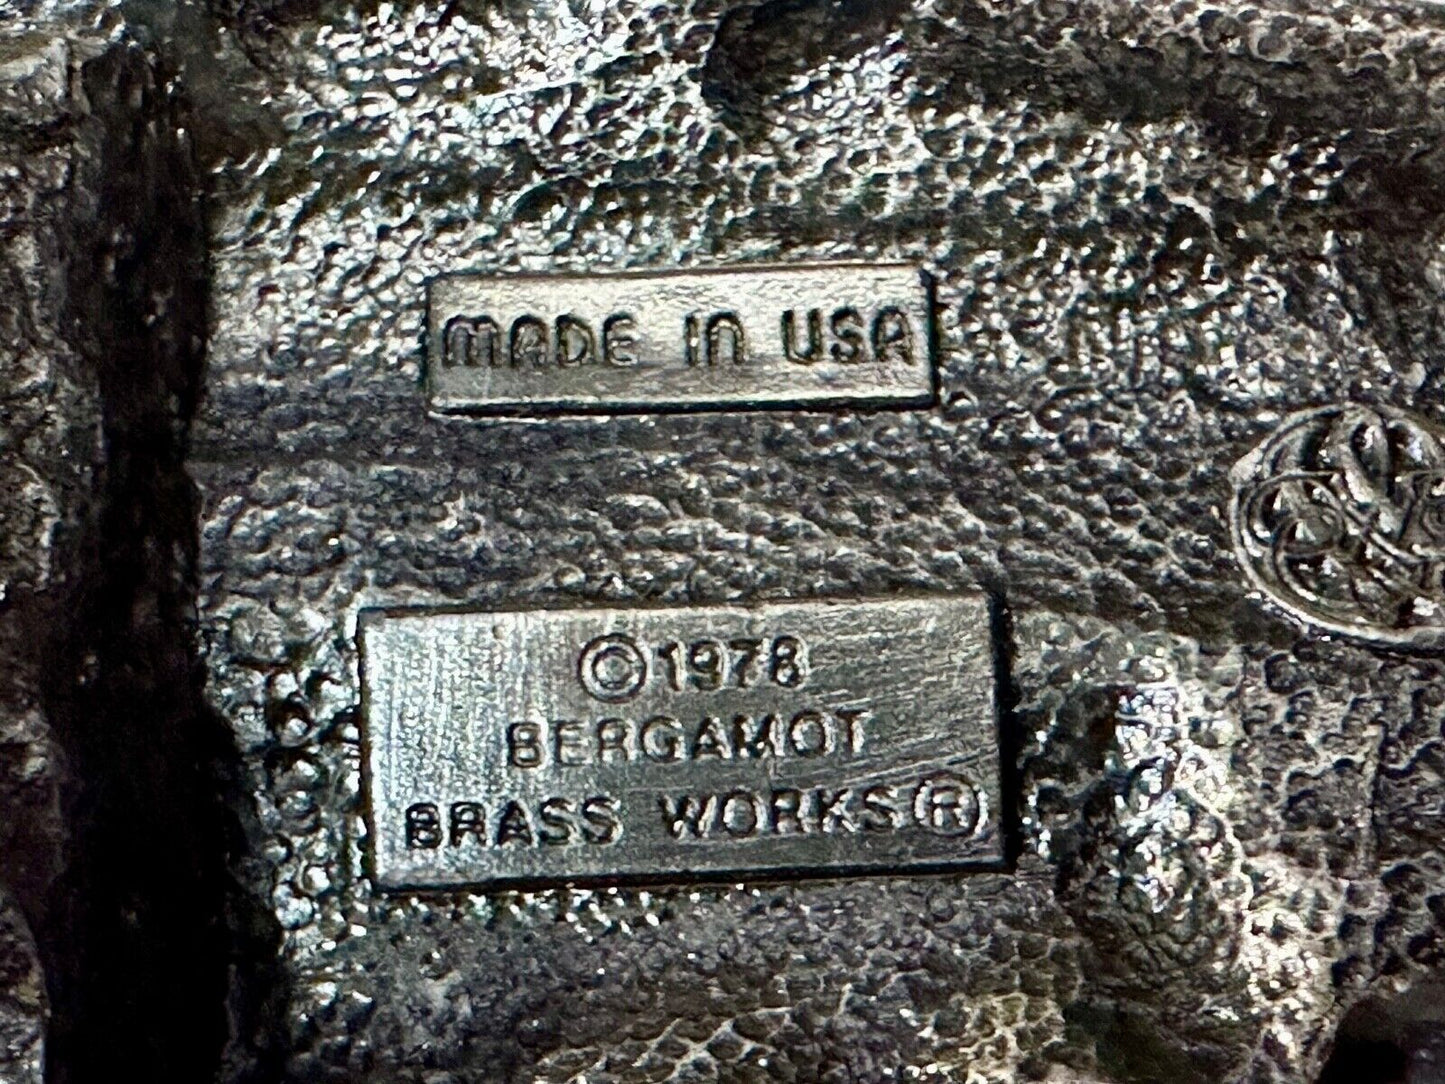 MADE IN USA
©1978
BERGAMOT
BRASS WORKS®